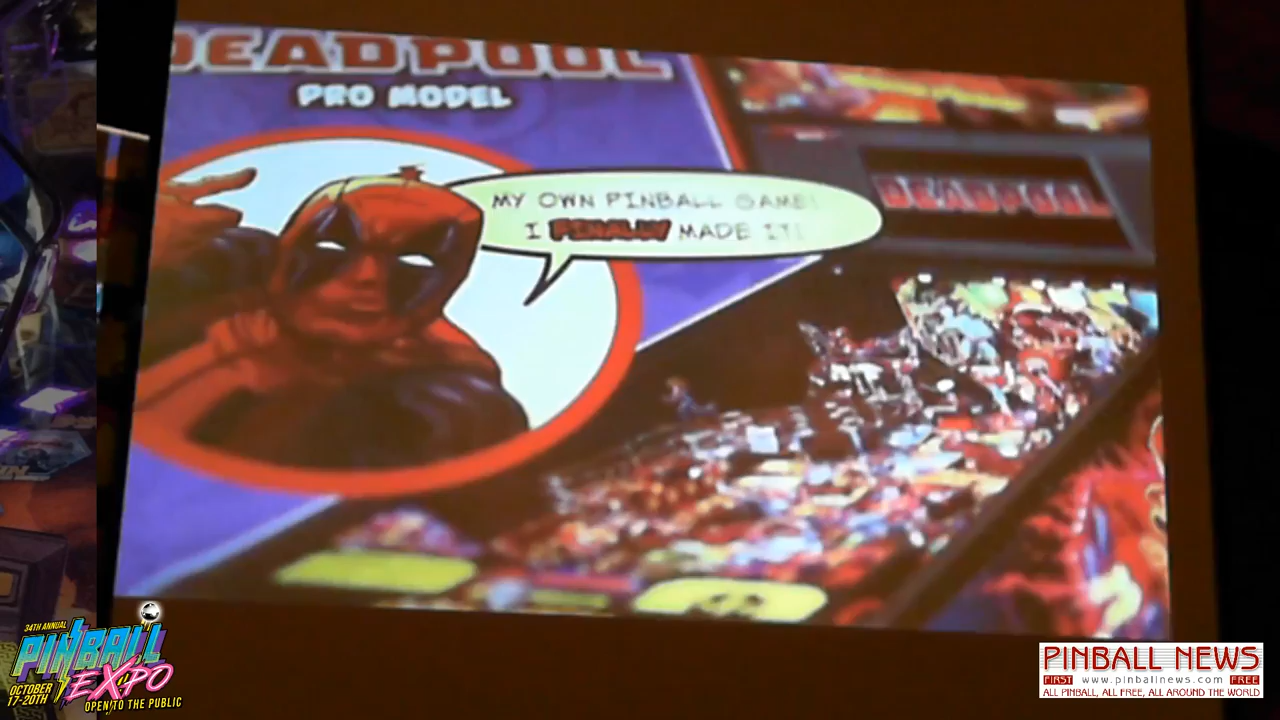 DEADPOOL
PRO MODEL
MY OWN PINBALL GAME!
I FINALLY MADE IT!
DEADPOOL
34TH ANNUAL
PINBALL
EXPO
OCTOBER
17-20TH
OPEN TO THE PUBLIC
PINBALL NEWS
FIRST www.pinballnews.com FREE
ALL PINBALL, ALL FREE, ALL AROUND THE WORLD